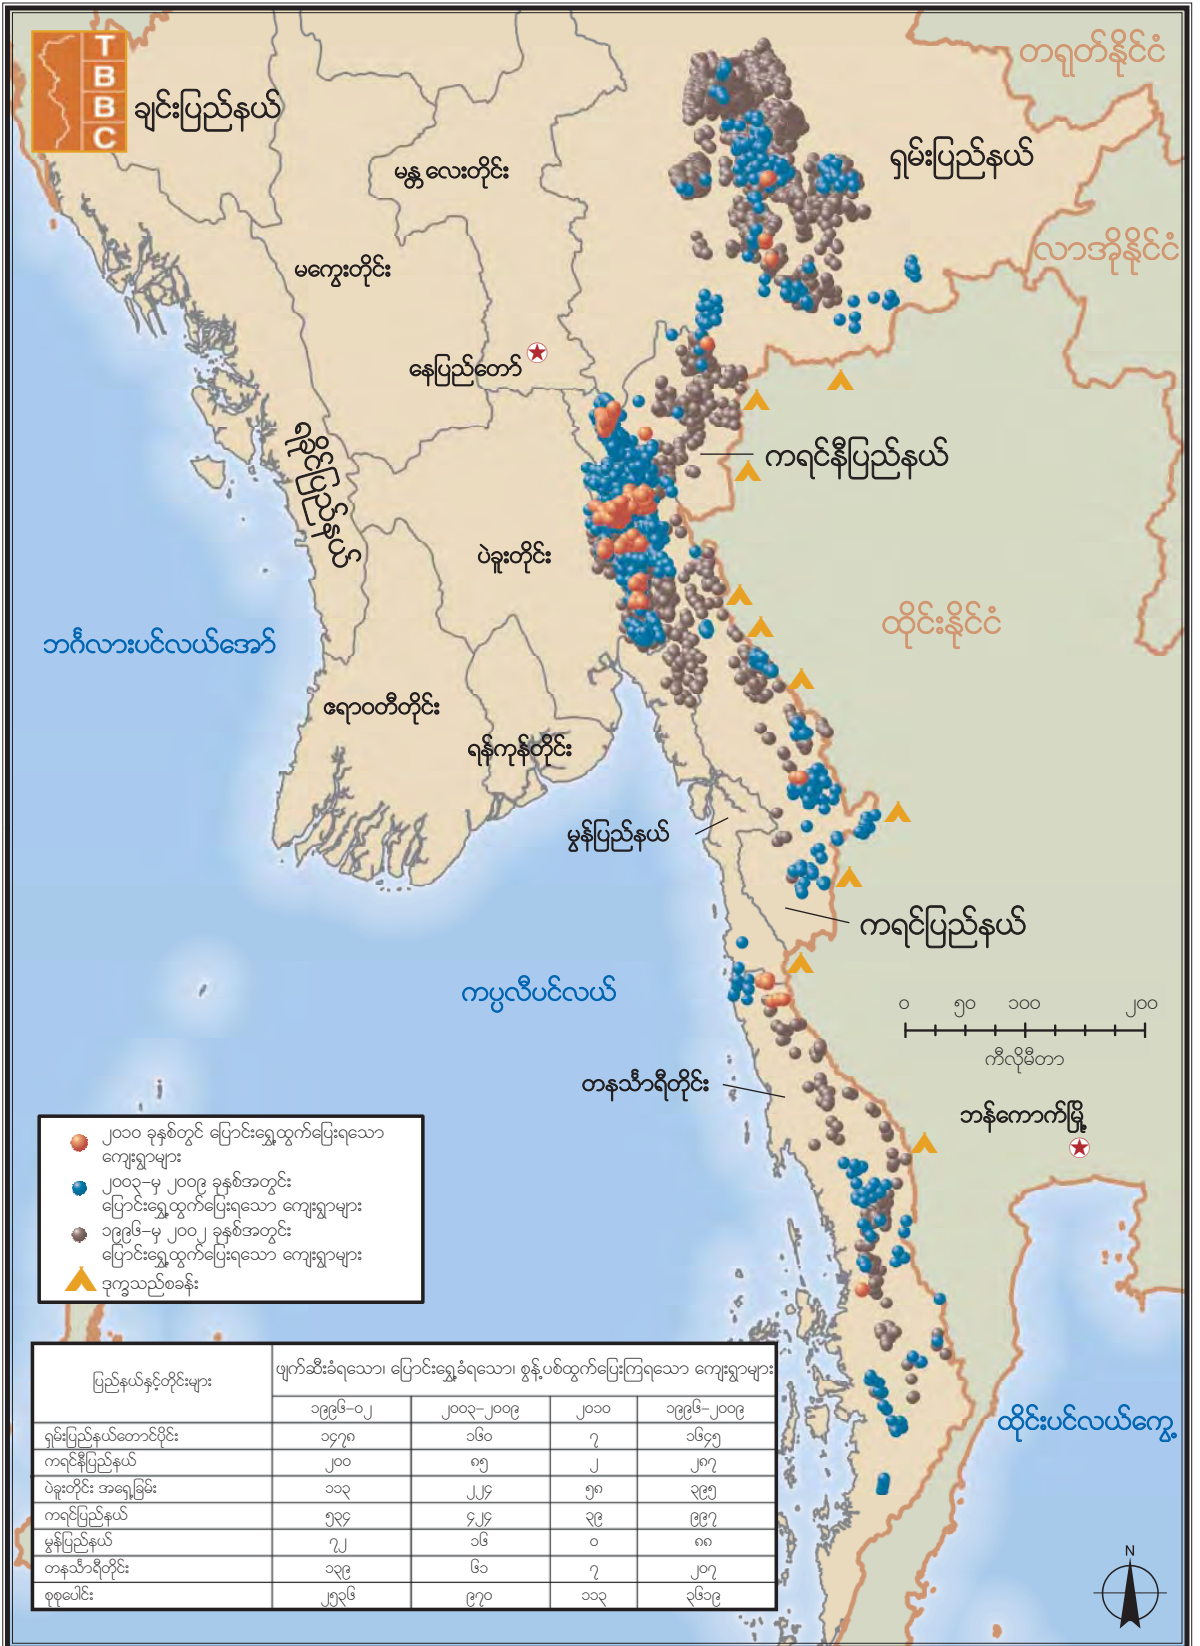 T
B
B
C
ချင်းပြည်နယ်
တရုတ်နိုင်ငံ
မန္တလေးတိုင်း
ရှမ်းပြည်နယ်
လာအိုနိုင်ငံ
မကွေးတိုင်း
နေပြည်တော်
ရခိုင်ပြည်နယ်
ကရင်နီပြည်နယ်
ပဲခူးတိုင်း
ထိုင်းနိုင်ငံ
ဘင်္ဂလားပင်လယ်အော်
ဧရာဝတီတိုင်း
ရန်ကုန်တိုင်း
မွန်ပြည်နယ်
ကရင်ပြည်နယ်
ကပ္ပလီပင်လယ်
၀ ၅၀ ၁၀၀ ၂၀၀
ကီလိုမီတာ
တနင်္သာရီတိုင်း
ဘန်ကောက်မြို့
၂၀၁၀ ခုနှစ်တွင် ပြောင်းရွှေ့ထွက်ပြေးရသော
ကျေးရွာများ
၂၀၀၃–မှ ၂၀၀၉ ခုနှစ်အတွင်း
ပြောင်းရွှေ့ထွက်ပြေးရသော ကျေးရွာများ
၁၉၉၆–မှ ၂၀၀၂ ခုနှစ်အတွင်း
ပြောင်းရွှေ့ထွက်ပြေးရသော ကျေးရွာများ
ဒုက္ခသည်စခန်း
ထိုင်းပင်လယ်ကွေ့
ပြည်နယ်နှင့်တိုင်းများ
ဖျက်ဆီးခံရသော၊ ပြောင်းရွှေ့ခံရသော၊ စွန့်ပစ်ထွက်ပြေးကြရသော ကျေးရွာများ
၁၉၉၆–၀၂ ၂၀၀၃–၂၀၀၉ ၂၀၁၀ ၁၉၉၆–၂၀၀၉
ရှမ်းပြည်နယ်တောင်ပိုင်း ၁၄၇၈ ၁၆၀ ၇ ၁၆၄၅
ကရင်နီပြည်နယ် ၂၀၀ ၈၅ ၂ ၂၈၇
ပဲခူးတိုင်း အရှေ့ခြမ်း ၁၁၃ ၂၂၄ ၅၈ ၃၉၅
ကရင်ပြည်နယ် ၅၃၄ ၄၂၄ ၃၉ ၉၉၇
မွန်ပြည်နယ် ၇၂ ၁၆ ၀ ၈၈
တနင်္သာရီတိုင်း ၁၃၉ ၆၁ ၇ ၂၀၇
စုစုပေါင်း ၂၅၃၆ ၉၇၀ ၁၁၃ ၃၆၁၉
N